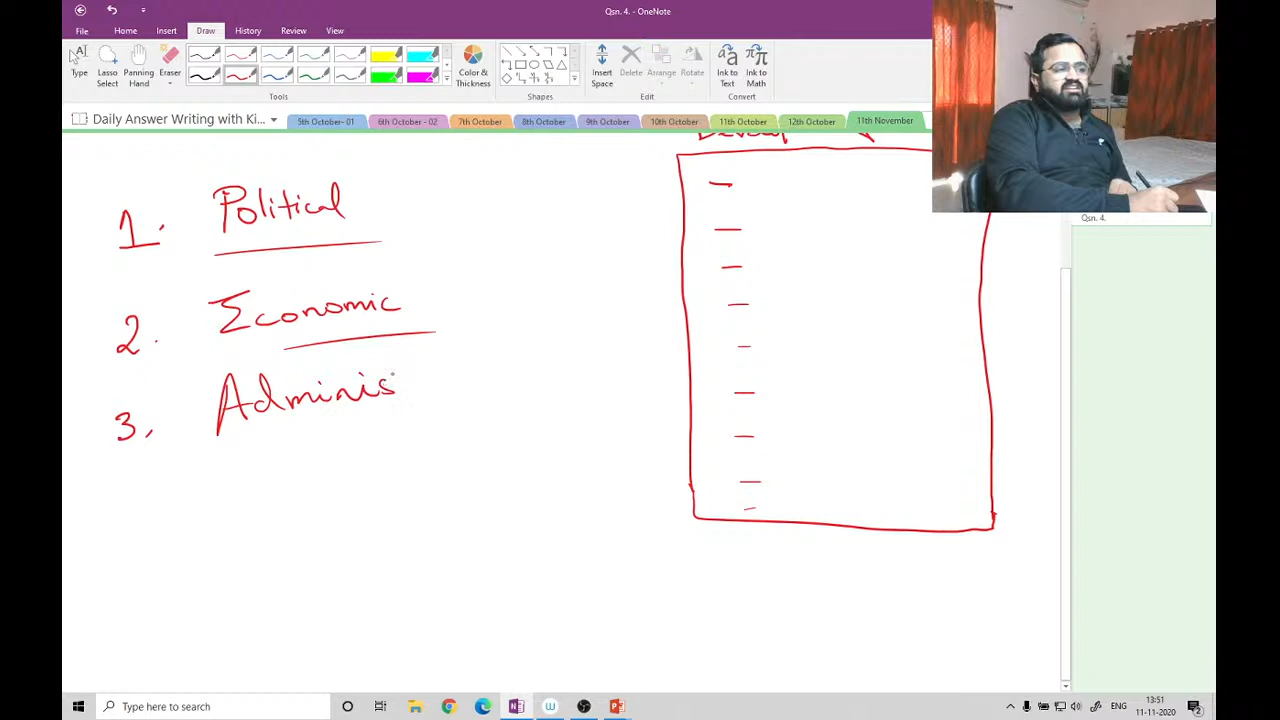 Qsn. 4. - OneNote
File Home Insert Draw History Review View
Type
Lasso Select
Panning Hand
Eraser
Color & Thickness
Insert Space
Delete
Arrange
Rotate
Ink to Text
Ink to Math
Tools Shapes Edit Convert
Daily Answer Writing with Ki... 5th October- 01 6th October - 02 7th October 8th October 9th October 10th October 11th October 12th October 11th November
Qsn. 4.
1. Political
2. Economic
3. Adminis
Type here to search
ENG
13:51
11-11-2020
2